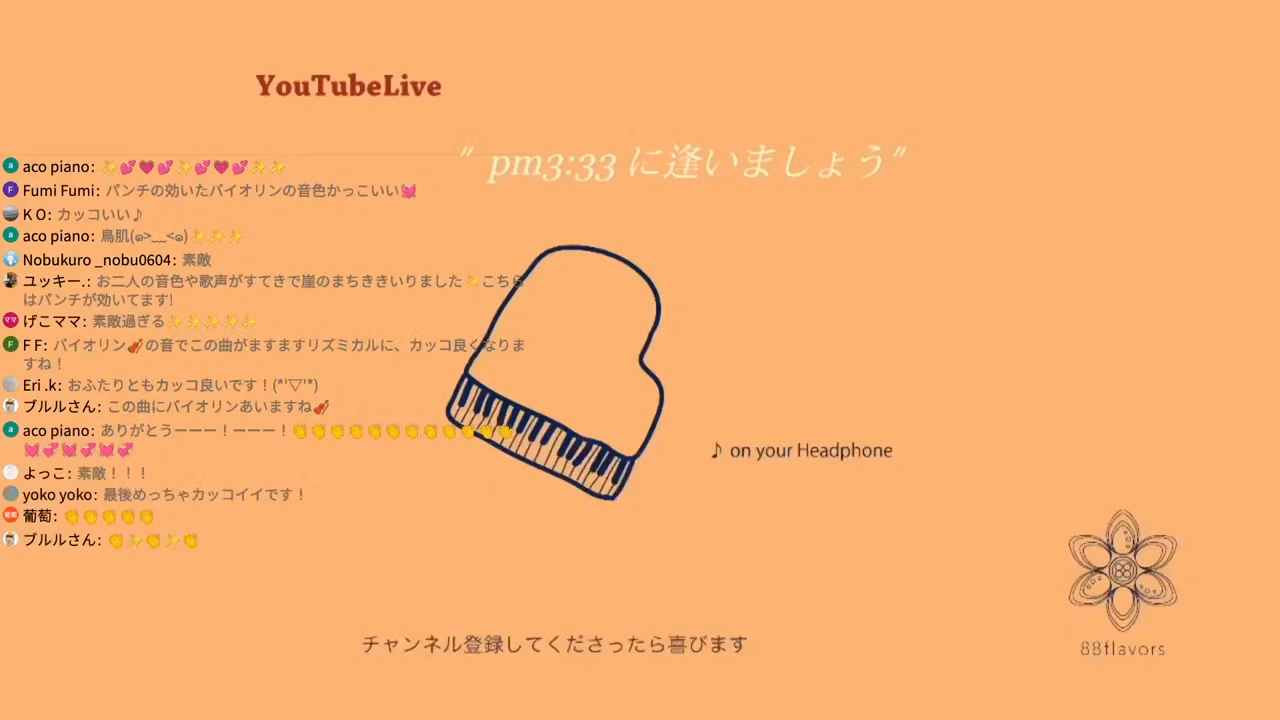 YouTubeLive
" pm3:33 に逢いましょう"
aco piano: ✨💕💗💕✨💕💗💕✨✨
Fumi Fumi: パンチの効いたバイオリンの音色かっこいい💓
K O: カッコいい♪
aco piano: 鳥肌(๑>﹏<๑)✨✨✨
Nobukuro _nobu0604: 素敵
ユッキー.: お二人の音色や歌声がすてきで崖のまちききいりました✨こちら
はパンチが効いてます!
げこママ: 素敵過ぎる✨✨✨✨✨
F F: バイオリン🎻の音でこの曲がますますリズミカルに、カッコ良くなりま
すね！
Eri .k: おふたりともカッコ良いです！(*'▽'*)
ブルルさん: この曲にバイオリンあいますね🎻
aco piano: ありがとうーーー！ーーー！👏👏👏👏👏👏👏👏👏👏👏👏
💓💞💓💞💓💞
よっこ: 素敵！！！
yoko yoko: 最後めっちゃカッコイイです！
葡萄: 👏👏👏👏👏
ブルルさん: 👏✨👏✨👏
♪ on your Headphone
88flavors
チャンネル登録してくださったら喜びます